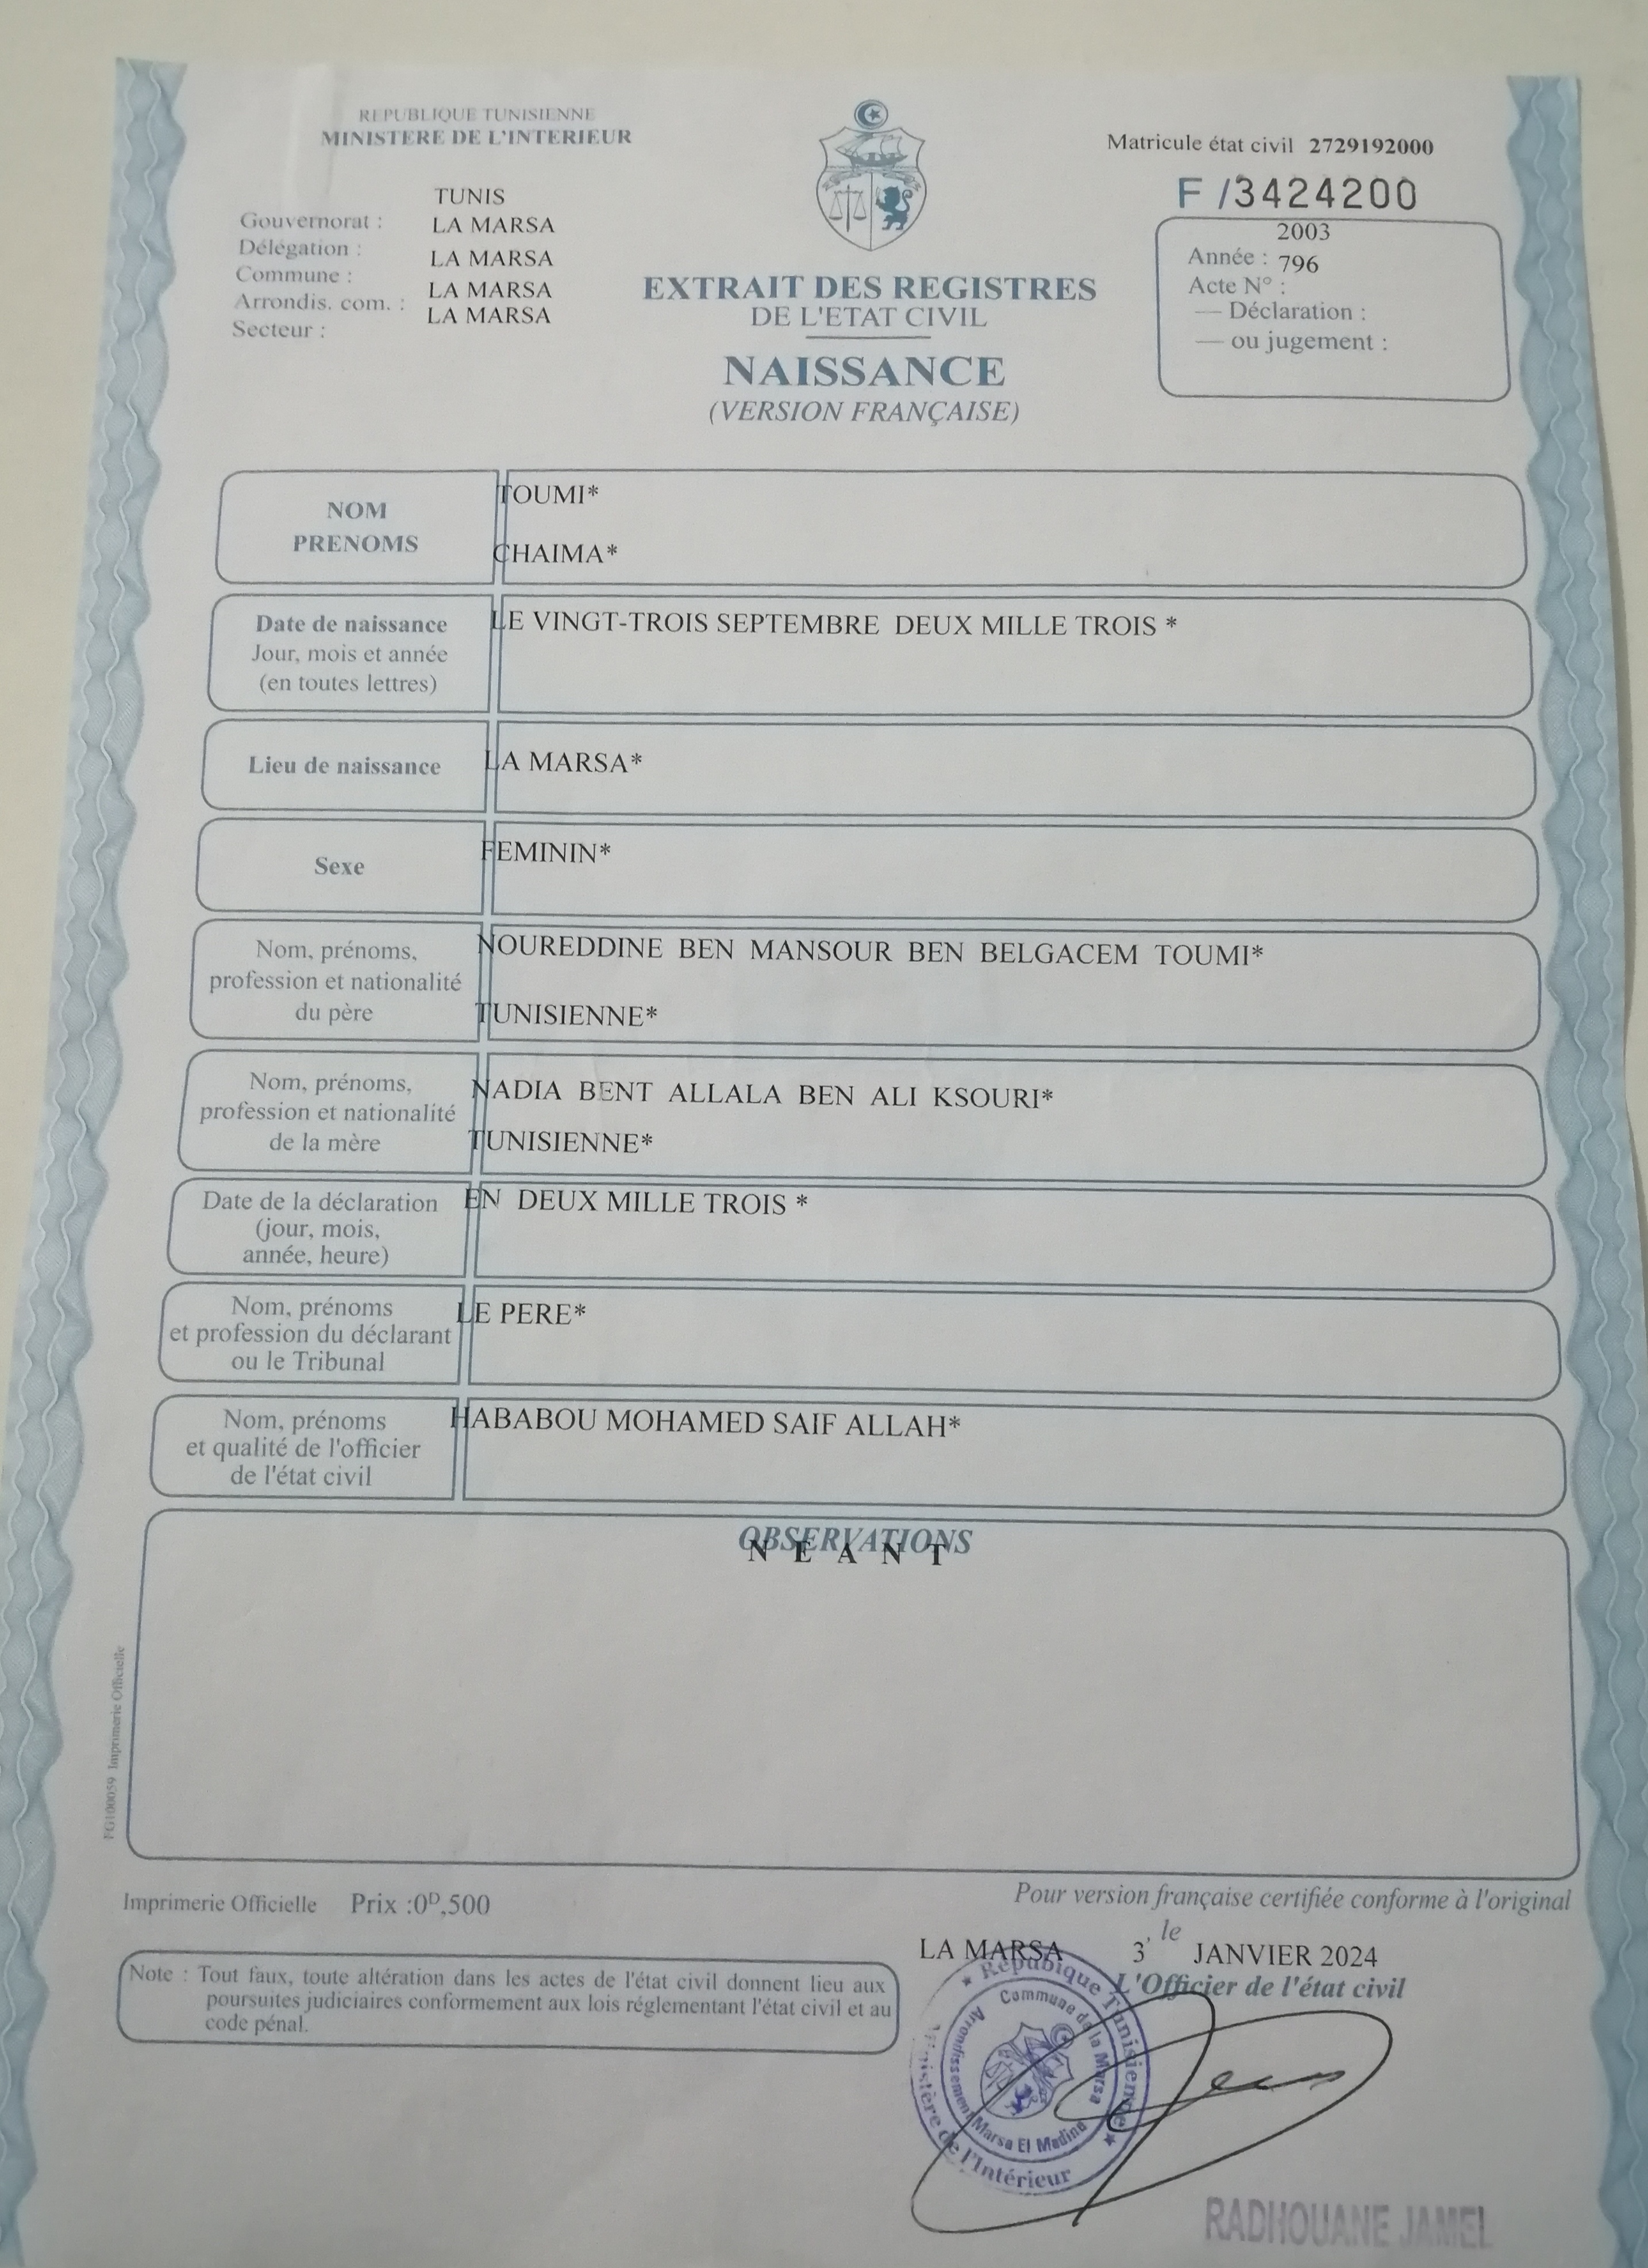 REPUBLIQUE TUNISIENNE
MINISTERE DE L'INTERIEUR
Matricule état civil 2729192000
F /3424200
TUNIS
Gouvernorat : LA MARSA
Délégation : LA MARSA
Commune : LA MARSA
Arrondis. com. : LA MARSA
Secteur :
2003
Année : 796
Acte N° :
— Déclaration :
— ou jugement :
EXTRAIT DES REGISTRES
DE L'ETAT CIVIL
NAISSANCE
(VERSION FRANÇAISE)
NOM TOUMI*
PRENOMS CHAIMA*
Date de naissance LE VINGT-TROIS SEPTEMBRE DEUX MILLE TROIS *
Jour, mois et année
(en toutes lettres)
Lieu de naissance LA MARSA*
Sexe FEMININ*
Nom, prénoms, NOUREDDINE BEN MANSOUR BEN BELGACEM TOUMI*
profession et nationalité
du père TUNISIENNE*
Nom, prénoms, NADIA BENT ALLALA BEN ALI KSOURI*
profession et nationalité
de la mère TUNISIENNE*
Date de la déclaration EN DEUX MILLE TROIS *
(jour, mois,
année, heure)
Nom, prénoms LE PERE*
et profession du déclarant
ou le Tribunal
Nom, prénoms HABABOU MOHAMED SAIF ALLAH*
et qualité de l'officier
de l'état civil
OBSERVATIONS
N E A N T
FG100059 Imprimerie Officielle
Imprimerie Officielle Prix :0ᴰ,500
Pour version française certifiée conforme à l'original
le
LA MARSA 3 JANVIER 2024
L'Officier de l'état civil
Note : Tout faux, toute altération dans les actes de l'état civil donnent lieu aux
poursuites judiciaires conformement aux lois réglementant l'état civil et au
code pénal.
★ République Tunisienne ★
Ministère de l'Intérieur
Commune de la Marsa
Arrondissement Marsa El Madina
RADHOUANE JAMEL